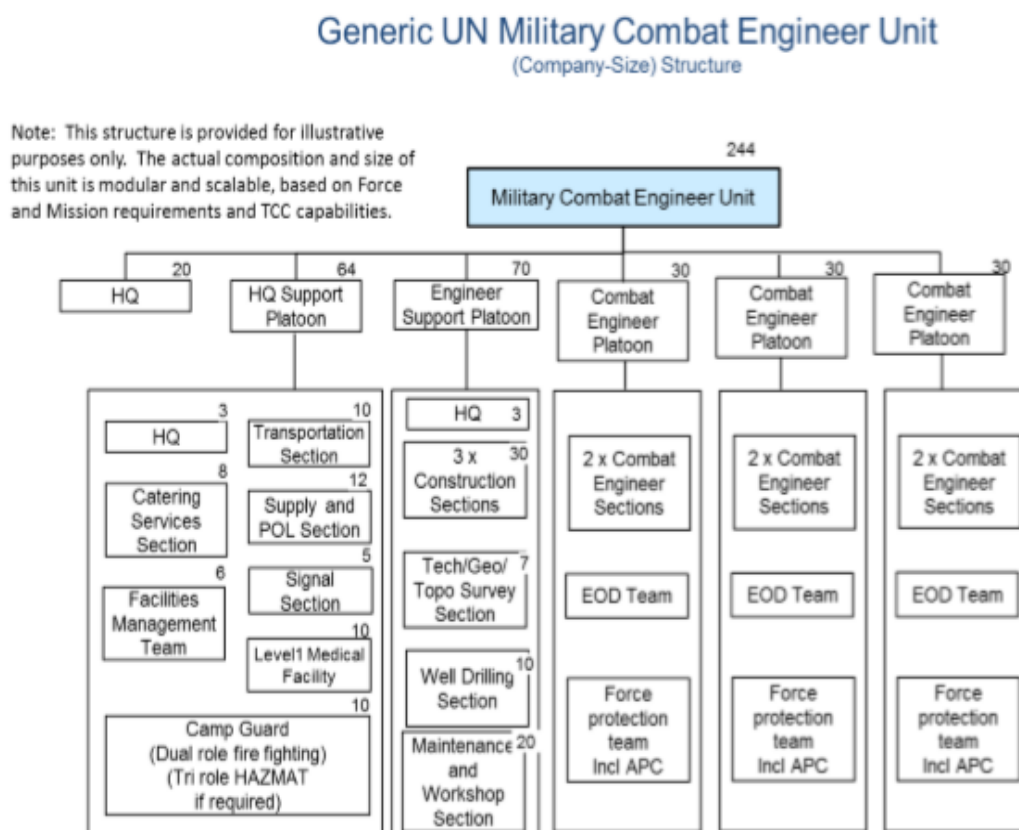 Generic UN Military Combat Engineer Unit
(Company-Size) Structure
Note: This structure is provided for illustrative
purposes only. The actual composition and size of
this unit is modular and scalable, based on Force
and Mission requirements and TCC capabilities.
244
Military Combat Engineer Unit
20
HQ
64
HQ Support
Platoon
70
Engineer
Support Platoon
30
Combat
Engineer
Platoon
30
Combat
Engineer
Platoon
30
Combat
Engineer
Platoon
3
HQ
8
Catering
Services
Section
6
Facilities
Management
Team
10
Transportation
Section
12
Supply and
POL Section
5
Signal
Section
10
Level1 Medical
Facility
10
Camp Guard
(Dual role fire fighting)
(Tri role HAZMAT
if required)
HQ 3
3 x 30
Construction
Sections
Tech/Geo/ 7
Topo Survey
Section
10
Well Drilling
Section
Maintenance 20
and
Workshop
Section
2 x Combat
Engineer
Sections
EOD Team
Force
protection
team
Incl APC
2 x Combat
Engineer
Sections
EOD Team
Force
protection
team
Incl APC
2 x Combat
Engineer
Sections
EOD Team
Force
protection
team
Incl APC